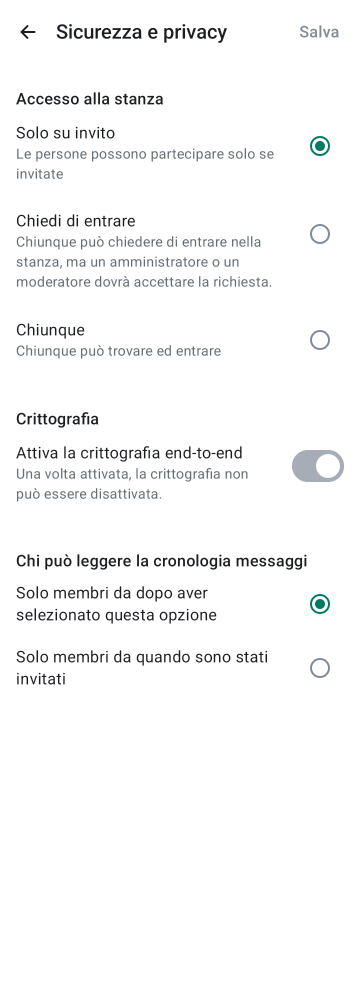 Sicurezza e privacy
Salva
Accesso alla stanza
Solo su invito
Le persone possono partecipare solo se
invitate
Chiedi di entrare
Chiunque può chiedere di entrare nella
stanza, ma un amministratore o un
moderatore dovrà accettare la richiesta.
Chiunque
Chiunque può trovare ed entrare
Crittografia
Attiva la crittografia end-to-end
Una volta attivata, la crittografia non
può essere disattivata.
Chi può leggere la cronologia messaggi
Solo membri da dopo aver
selezionato questa opzione
Solo membri da quando sono stati
invitati